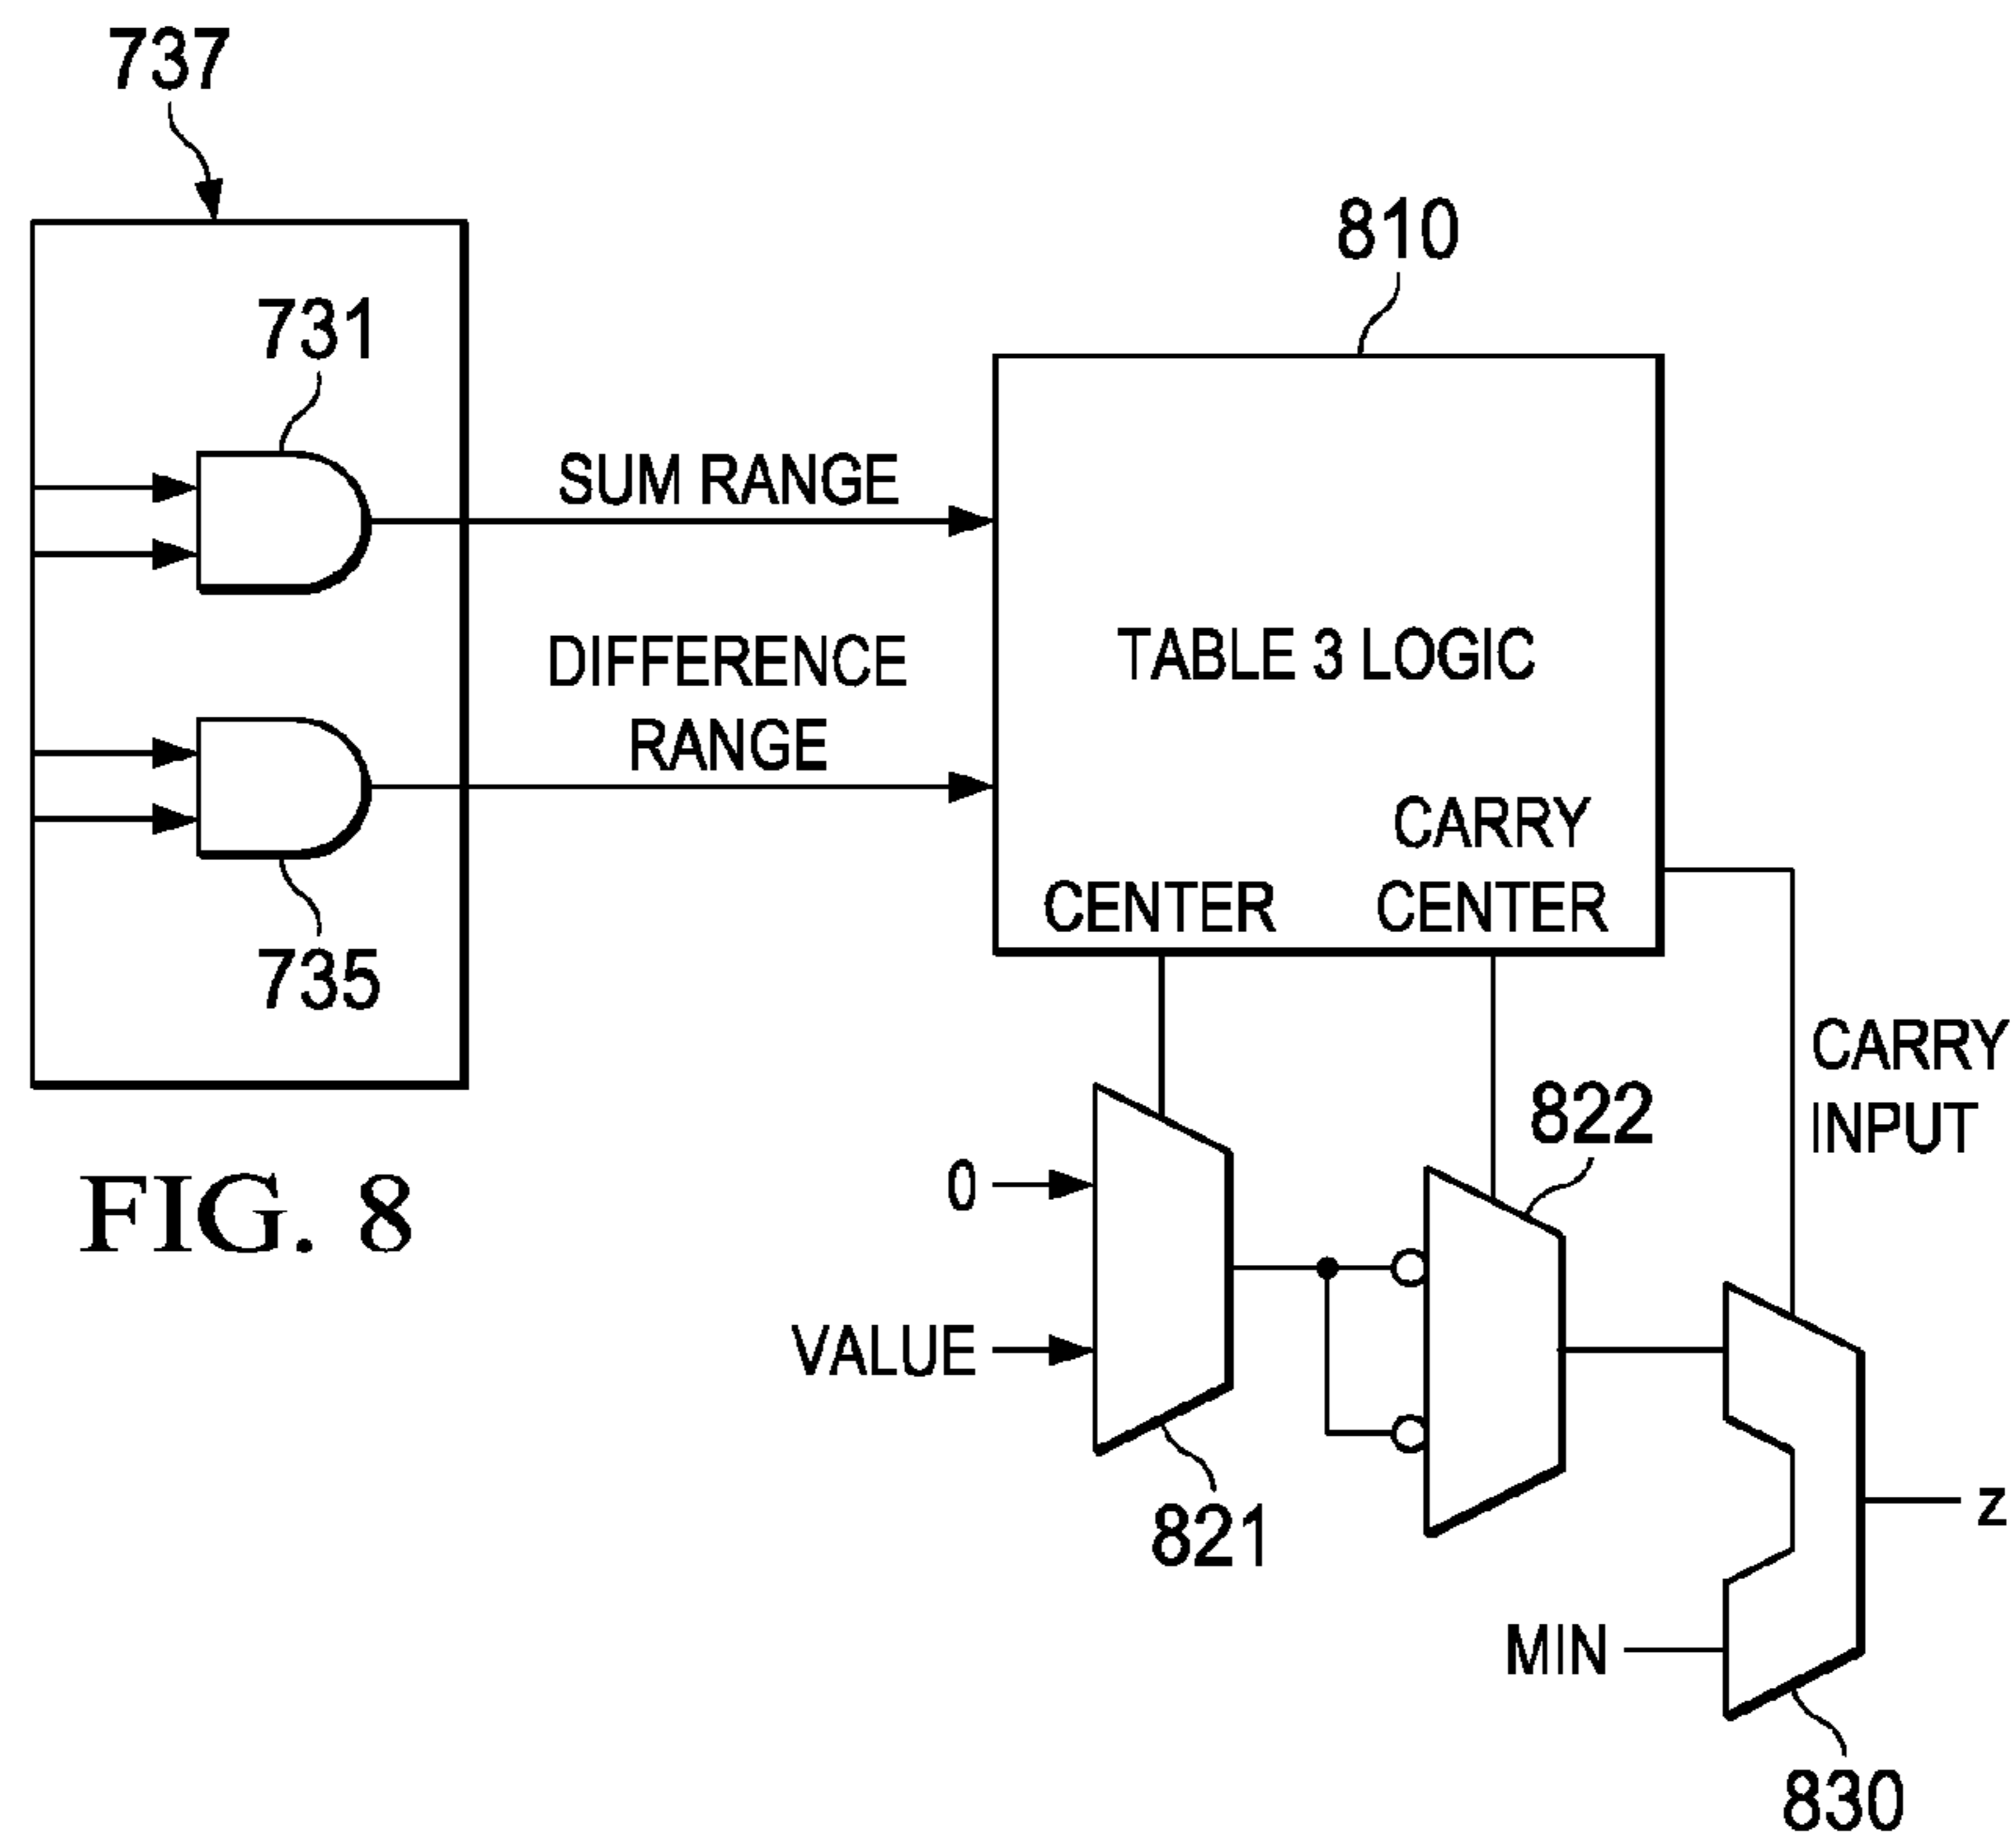 737
810
731
SUM RANGE
DIFFERENCE
RANGE
TABLE 3 LOGIC
CARRY
CENTER
CENTER
735
CARRY
INPUT
822
0
FIG. 8
VALUE
821
z
MIN
830